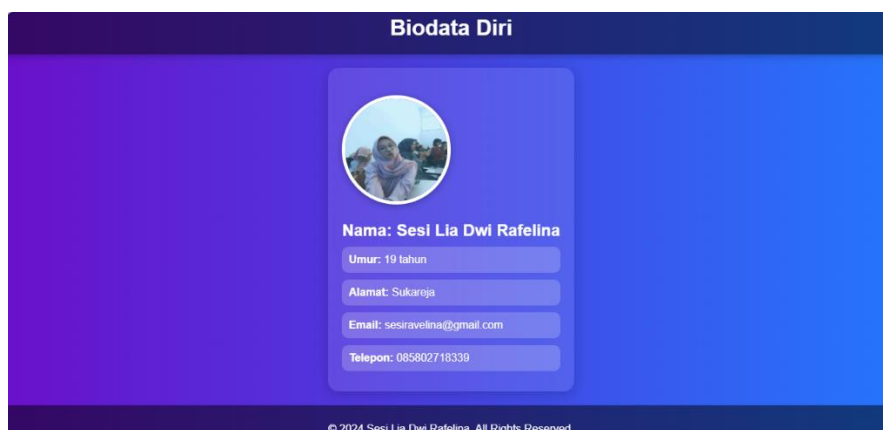 Biodata Diri
Nama: Sesi Lia Dwi Rafelina
Umur: 19 tahun
Alamat: Sukareja
Email: sesiravelina@gmail.com
Telepon: 085802718339
© 2024 Sesi Lia Dwi Rafelina. All Rights Reserved